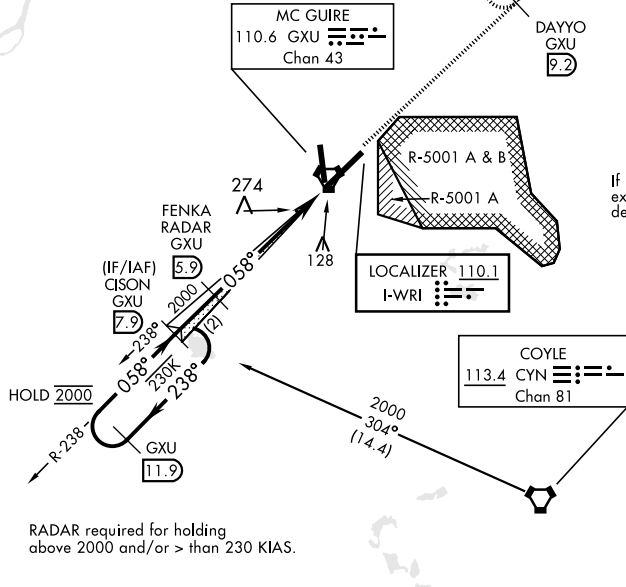 MC GUIRE
110.6 GXU
Chan 43
DAYYO
GXU
9.2
R-5001 A & B
R-5001 A
If
ex
de
274
128
FENKA
RADAR
GXU
5.9
(IF/IAF)
CISON
GXU
7.9
LOCALIZER 110.1
I-WRI
058°
2000
(2)
238°
058°
230K
238°
HOLD 2000
R-238
GXU
11.9
COYLE
113.4 CYN
Chan 81
2000
304°
(14.4)
RADAR required for holding
above 2000 and/or > than 230 KIAS.